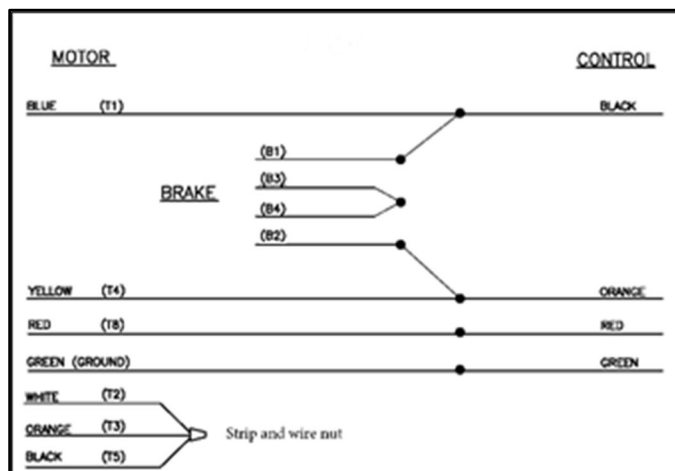 MOTOR
CONTROL
BLUE (T1) BLACK
(B1)
(B3)
BRAKE
(B4)
(B2)
YELLOW (T4) ORANGE
RED (T8) RED
GREEN (GROUND) GREEN
WHITE (T2)
ORANGE (T3) Strip and wire nut
BLACK (T5)